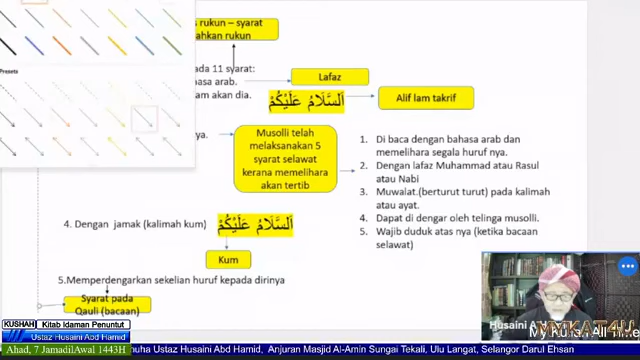 s rukun – syarat
ahkan rukun
ada 11 syarat:
asa arab.
am akan dia.
Lafaz
اَلسَّلاَمُ عَلَيْكُمْ
Alif lam takrif
Presets
ya.
Musolli telah
melaksanakan 5
syarat selawat
kerana memelihara
akan tertib
1. Di baca dengan bahasa arab dan
memelihara segala huruf nya.
2. Dengan lafaz Muhammad atau Rasul
atau Nabi
3. Muwalat.(berturut turut) pada kalimah
atau ayat.
4. Dapat di dengar oleh telinga musolli.
5. Wajib duduk atas nya (ketika bacaan
selawat)
4. Dengan jamak (kalimah kum)
اَلسَّلاَمُ عَلَيْكُمْ
Kum
5.Memperdengarkan sekelian huruf kepada dirinya
Syarat pada
Qauli (bacaan)
KUSHAH Kitab Idaman Penuntut
Ustaz Husaini Abd Hamid
Husaini
Ahad, 7 JamadilAwal 1443H
nuha Ustaz Husaini Abd Hamid, Anjuran Masjid Al-Amin Sungai Tekali, Ulu Langat, Selangor Darul Ehsan